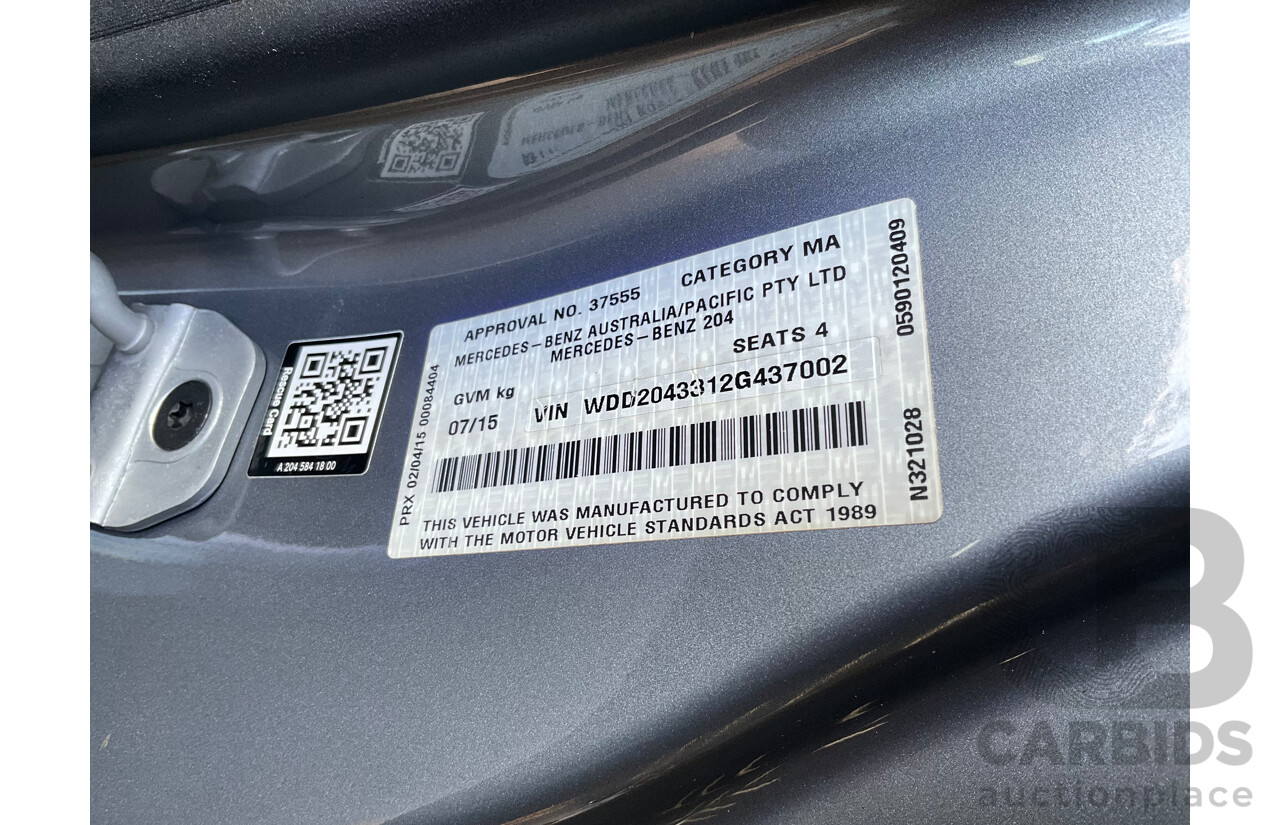 APPROVAL NO. 37555 CATEGORY MA
MERCEDES-BENZ AUSTRALIA/PACIFIC PTY LTD
MERCEDES-BENZ 204
SEATS 4
GVM kg
07/15 VIN WDD2043312G437002
THIS VEHICLE WAS MANUFACTURED TO COMPLY
WITH THE MOTOR VEHICLE STANDARDS ACT 1989
PRX 02/04/15 00084404
N321028 0590120409
Rescue Card
A 204 584 18 00
B
CARBIDS
auctionplace